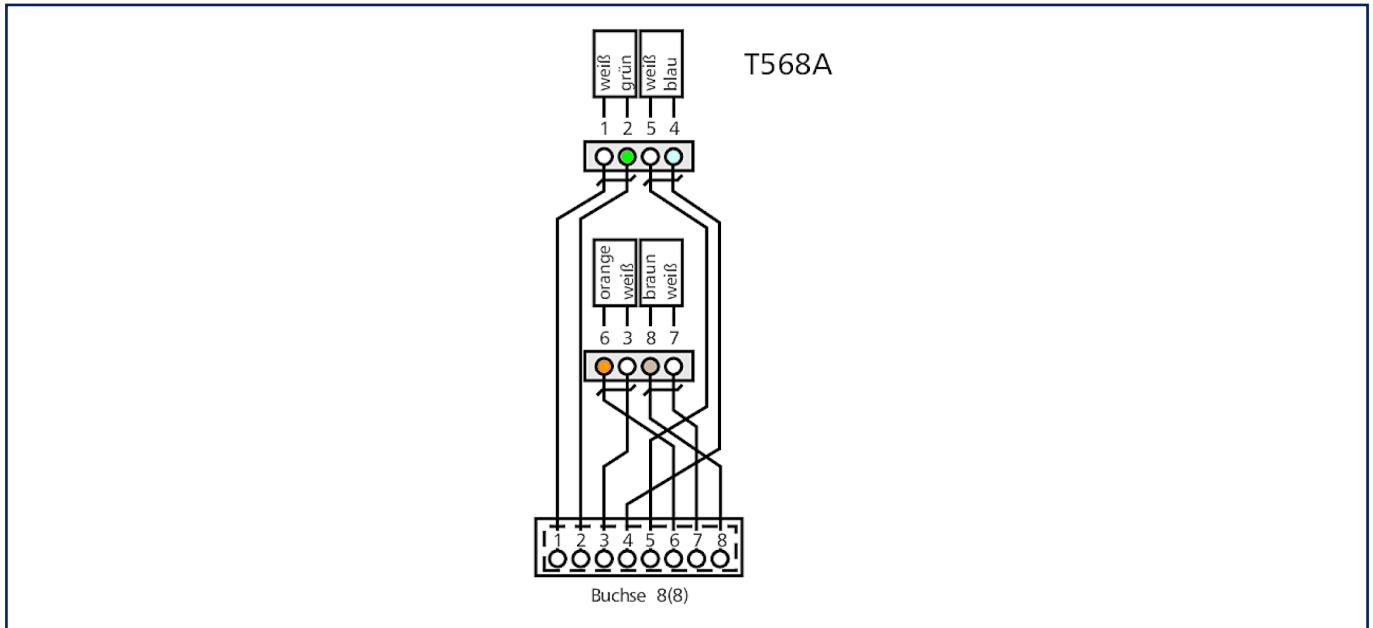 T568A
weiß
grün
weiß
blau
1 2 5 4
orange
weiß
braun
weiß
6 3 8 7
1 2 3 4 5 6 7 8
Buchse 8(8)